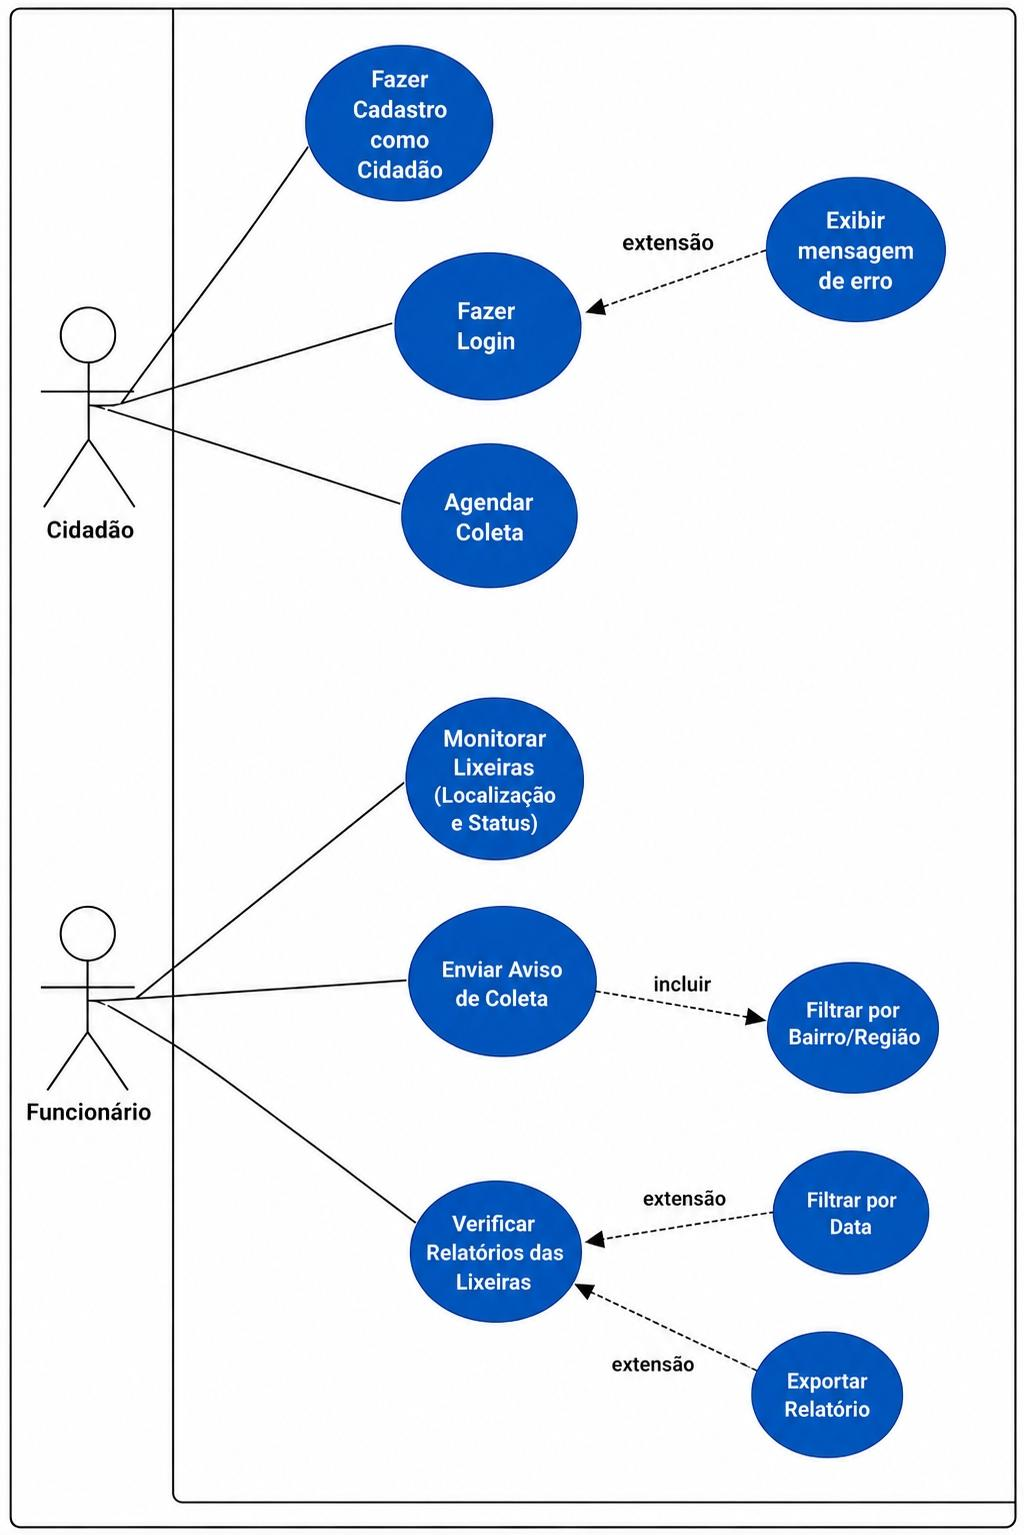 Fazer
Cadastro
como
Cidadão
extensão
Exibir
mensagem
de erro
Fazer
Login
Agendar
Coleta
Cidadão
Monitorar
Lixeiras
(Localização
e Status)
Enviar Aviso
de Coleta
incluir
Filtrar por
Bairro/Região
Funcionário
extensão
Filtrar por
Data
Verificar
Relatórios das
Lixeiras
extensão
Exportar
Relatório